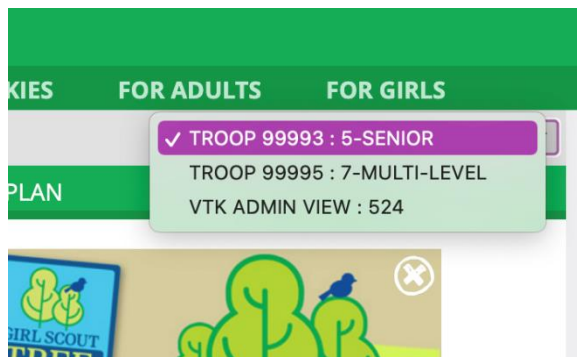 KIES FOR ADULTS FOR GIRLS
✓ TROOP 99993 : 5-SENIOR
TROOP 99995 : 7-MULTI-LEVEL
PLAN
VTK ADMIN VIEW : 524
GIRL SCOUT
TREE